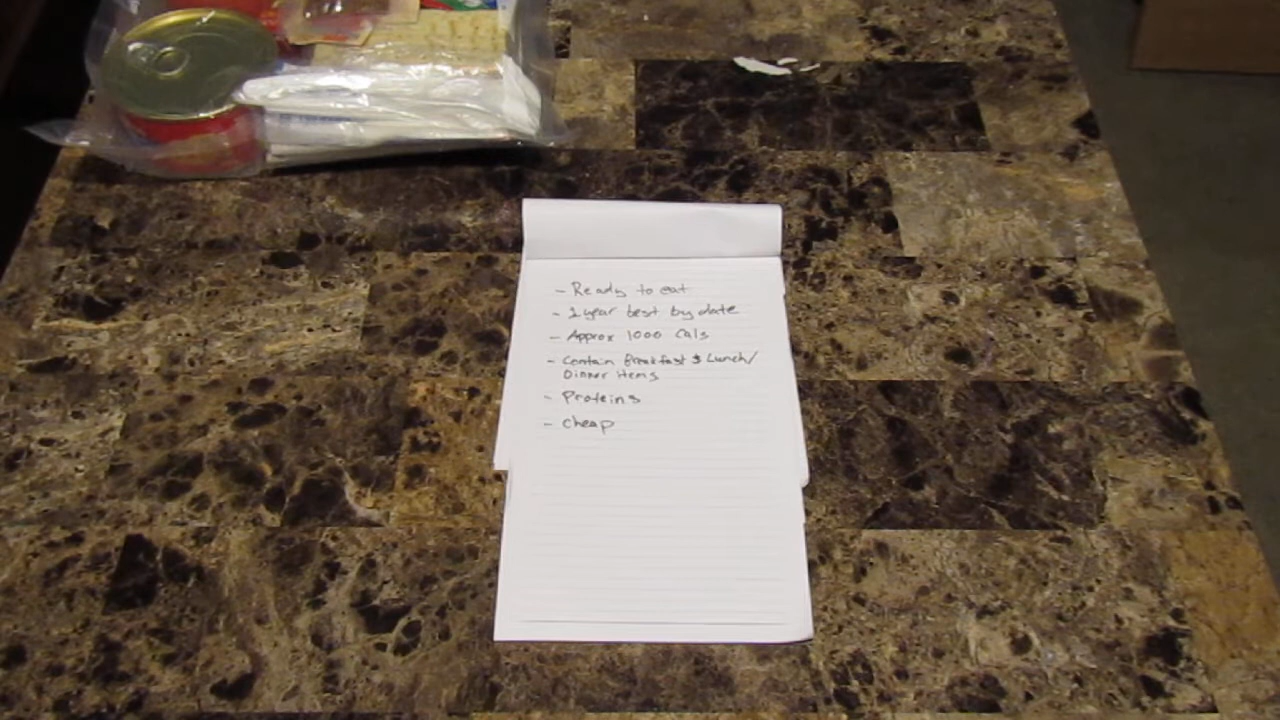 - Ready to eat
- 1 year best by date
- Approx 1000 Cals
- Contain Breakfast & Lunch/
Dinner items
- Proteins
- Cheap